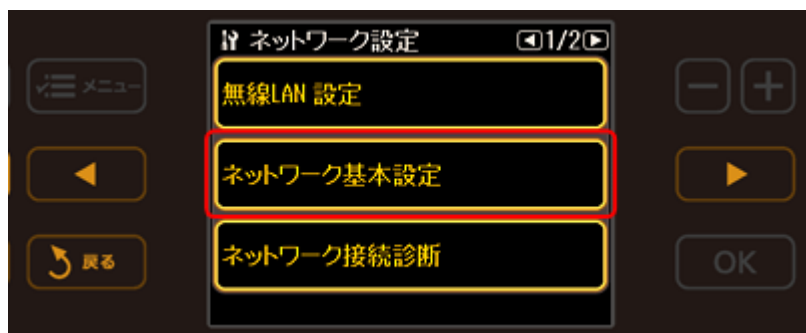 ネットワーク設定 1/2
メニュー
無線LAN 設定
ネットワーク基本設定
戻る
ネットワーク接続診断
OK